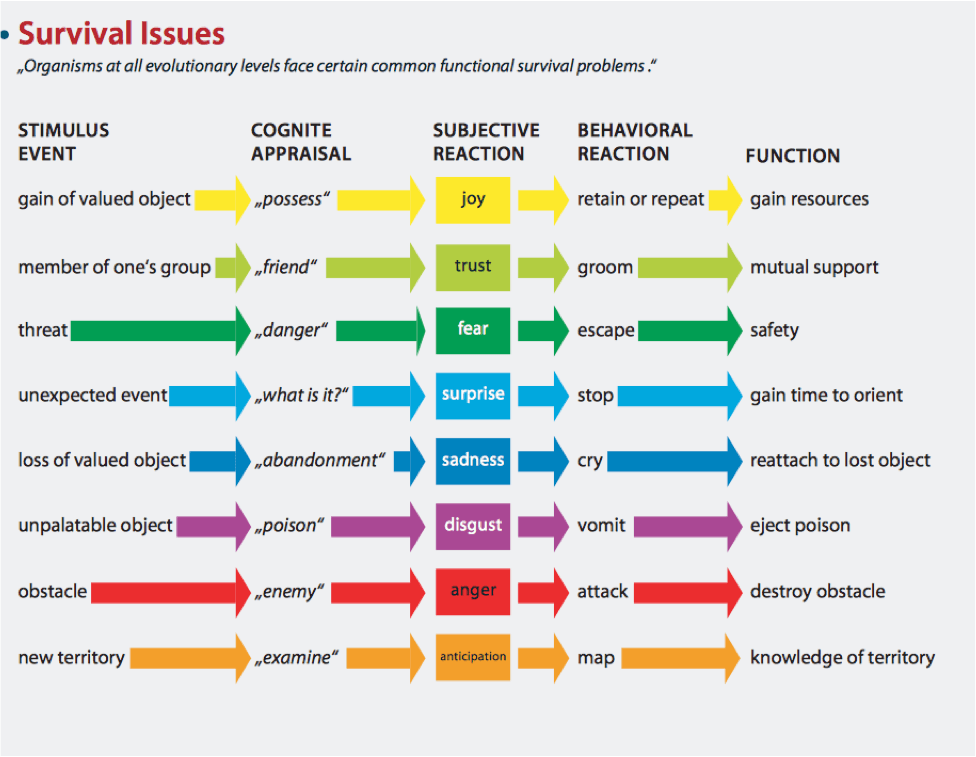 • Survival Issues
„Organisms at all evolutionary levels face certain common functional survival problems .“
STIMULUS EVENT COGNITE APPRAISAL SUBJECTIVE REACTION BEHAVIORAL REACTION FUNCTION
gain of valued object „possess“ joy retain or repeat gain resources
member of one‘s group „friend“ trust groom mutual support
threat „danger“ fear escape safety
unexpected event „what is it?“ surprise stop gain time to orient
loss of valued object „abandonment“ sadness cry reattach to lost object
unpalatable object „poison“ disgust vomit eject poison
obstacle „enemy“ anger attack destroy obstacle
new territory „examine“ anticipation map knowledge of territory